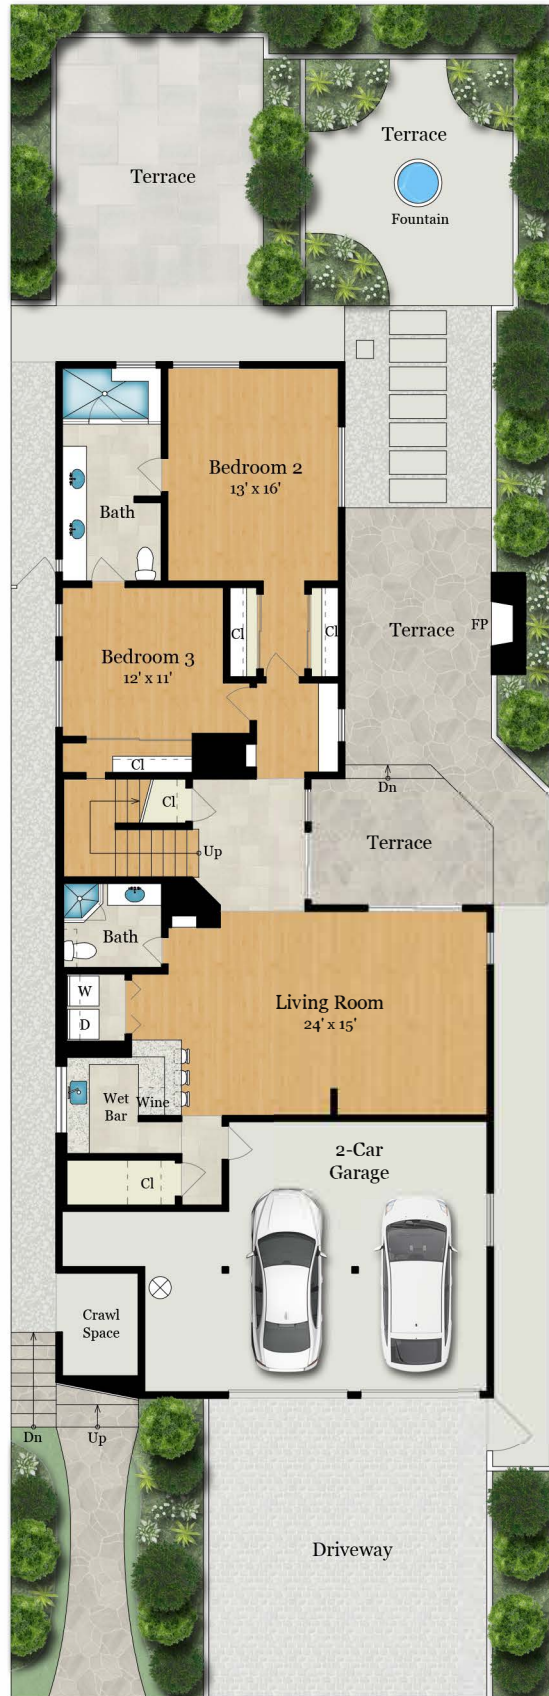 Terrace
Terrace
Fountain
Bedroom 2
13' x 16'
Bath
Cl
Cl
Terrace
FP
Bedroom 3
12' x 11'
Cl
Cl
Dn
Terrace
Up
Bath
W
D
Living Room
24' x 15'
Wet
Bar
Wine
2-Car
Garage
Cl
Crawl
Space
Dn
Up
Driveway